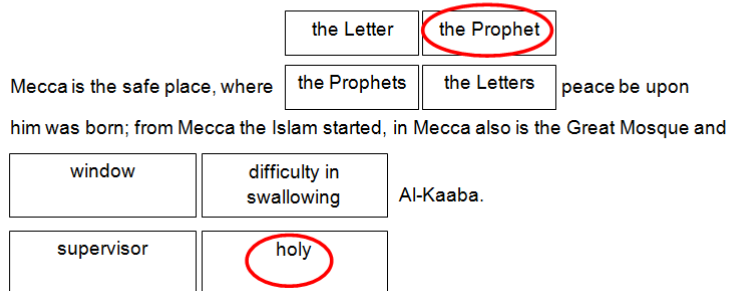 the Letter the Prophet
Mecca is the safe place, where the Prophets the Letters peace be upon
him was born; from Mecca the Islam started, in Mecca also is the Great Mosque and
window difficulty in
swallowing Al-Kaaba.
supervisor holy